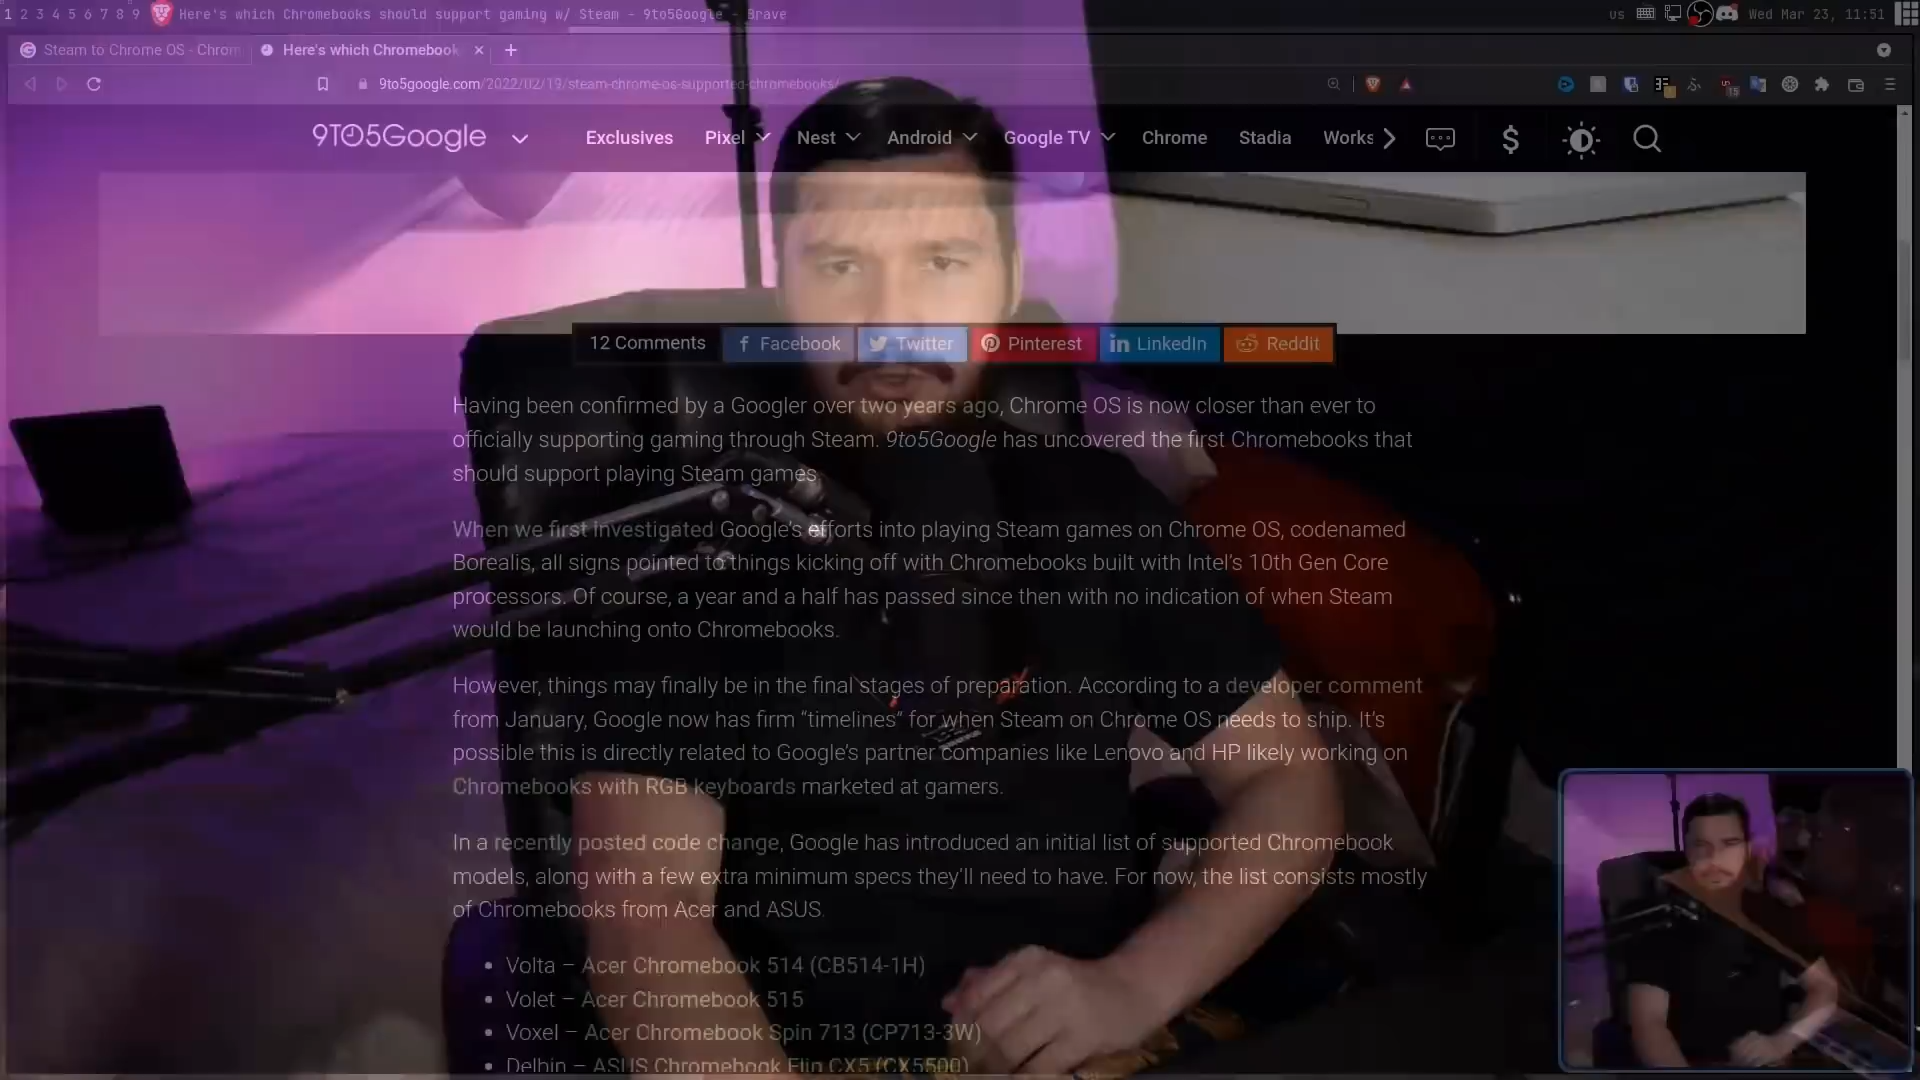 1 2 3 4 5 6 7 8 9 Here's which Chromebooks should support gaming w/ Steam - 9to5Google - Brave
us Wed Mar 23, 11:51
Steam to Chrome OS - Chrom
Here's which Chromebook
9to5google.com/2022/02/19/steam-chrome-os-supported-chromebooks/
15
9TO5Google
Exclusives Pixel Nest Android Google TV Chrome Stadia Works
12 Comments Facebook Twitter Pinterest LinkedIn Reddit
Having been confirmed by a Googler over two years ago, Chrome OS is now closer than ever to
officially supporting gaming through Steam. 9to5Google has uncovered the first Chromebooks that
should support playing Steam games.
When we first investigated Google's efforts into playing Steam games on Chrome OS, codenamed
Borealis, all signs pointed to things kicking off with Chromebooks built with Intel's 10th Gen Core
processors. Of course, a year and a half has passed since then with no indication of when Steam
would be launching onto Chromebooks.
However, things may finally be in the final stages of preparation. According to a developer comment
from January, Google now has firm “timelines” for when Steam on Chrome OS needs to ship. It's
possible this is directly related to Google's partner companies like Lenovo and HP likely working on
Chromebooks with RGB keyboards marketed at gamers.
In a recently posted code change, Google has introduced an initial list of supported Chromebook
models, along with a few extra minimum specs they'll need to have. For now, the list consists mostly
of Chromebooks from Acer and ASUS.
• Volta – Acer Chromebook 514 (CB514-1H)
• Volet – Acer Chromebook 515
• Voxel – Acer Chromebook Spin 713 (CP713-3W)
• Delbin – ASUS Chromebook Flip CX5 (CX5500)